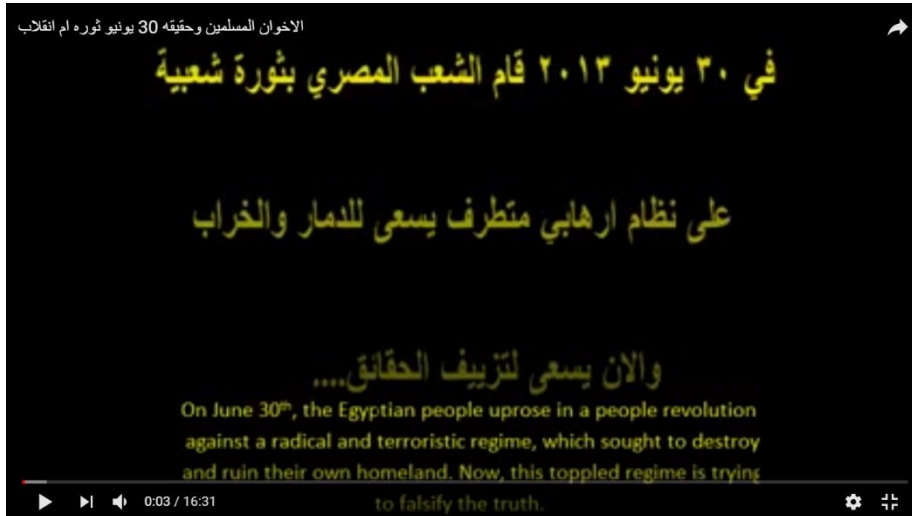 الاخوان المسلمين وحقيقه 30 يونيو ثوره ام انقلاب
في ٣٠ يونيو ٢٠١٣ قام الشعب المصري بثورة شعبية
على نظام ارهابي متطرف يسعى للدمار والخراب
والان يسعى لتزييف الحقائق....
On June 30th, the Egyptian people uprose in a people revolution
against a radical and terroristic regime, which sought to destroy
and ruin their own homeland. Now, this toppled regime is trying
to falsify the truth.
0:03 / 16:31